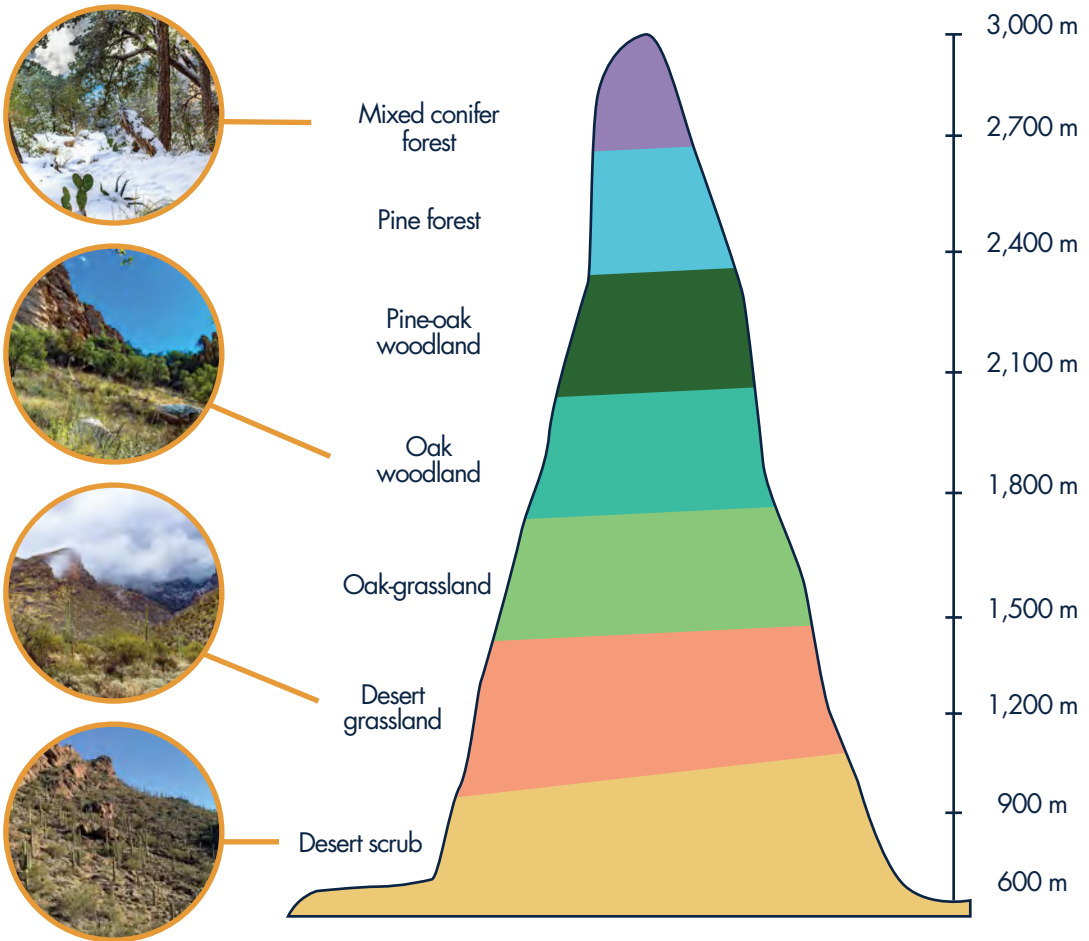 3,000 m
Mixed conifer
forest
2,700 m
Pine forest
2,400 m
Pine-oak
woodland
2,100 m
Oak
woodland
1,800 m
Oak-grassland
1,500 m
Desert
grassland
1,200 m
900 m
Desert scrub
600 m